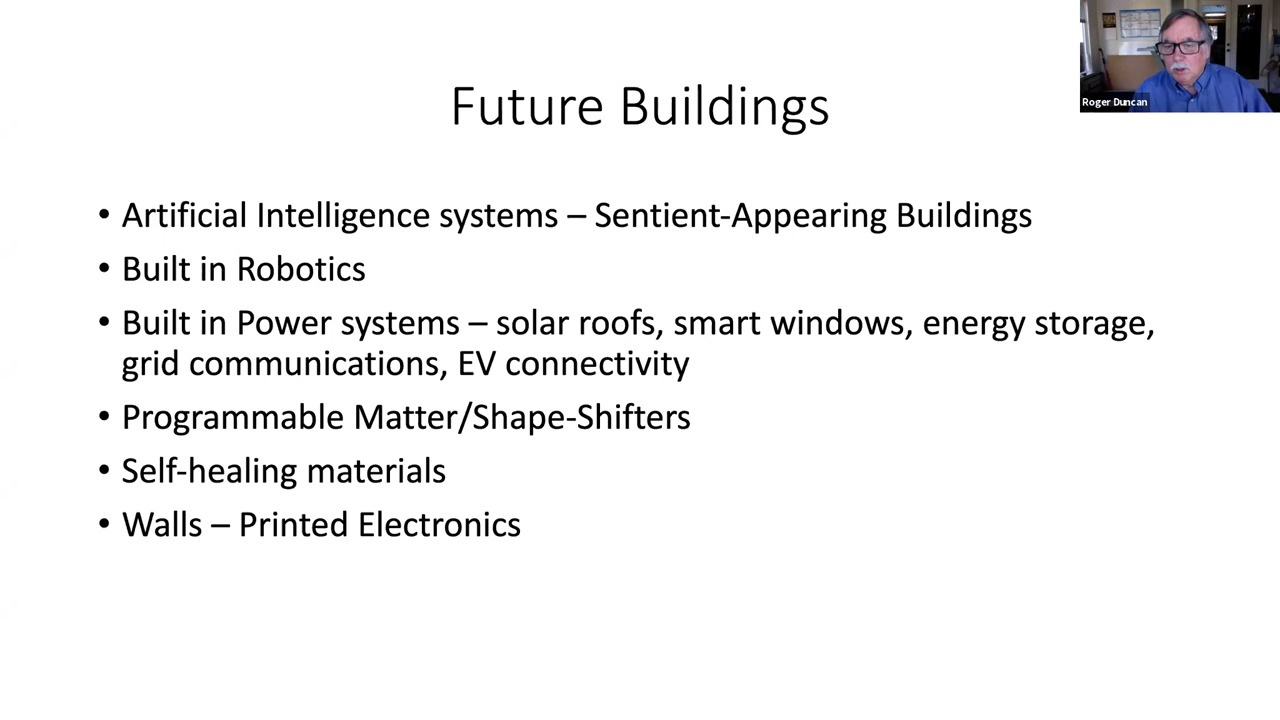 Roger Duncan
Future Buildings
• Artificial Intelligence systems – Sentient-Appearing Buildings
• Built in Robotics
• Built in Power systems – solar roofs, smart windows, energy storage,
grid communications, EV connectivity
• Programmable Matter/Shape-Shifters
• Self-healing materials
• Walls – Printed Electronics